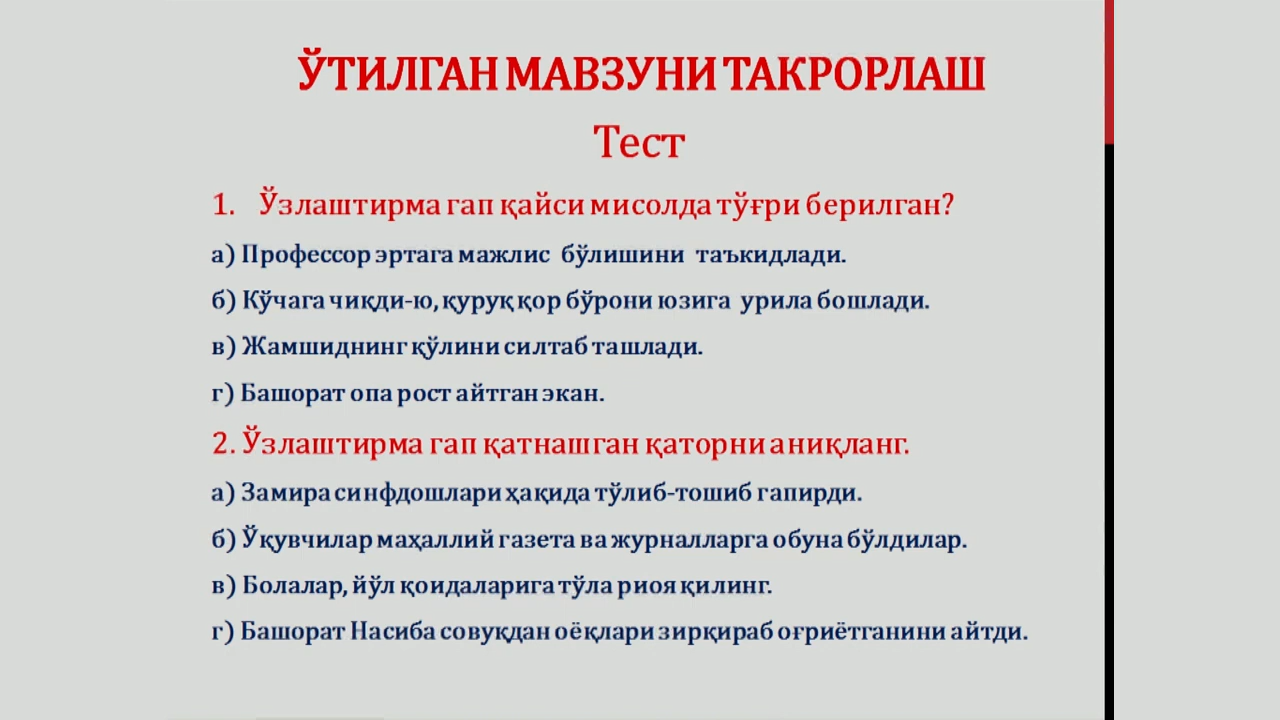 ЎТИЛГАН МАВЗУНИ ТАКРОРЛАШ
Тест
1. Ўзлаштирма гап қайси мисолда тўғри берилган?
а) Профессор эртага мажлис бўлишини таъкидлади.
б) Кўчага чиқди-ю, қуруқ қор бўрони юзига урила бошлади.
в) Жамшиднинг қўлини силтаб ташлади.
г) Башорат опа рост айтган экан.
2. Ўзлаштирма гап қатнашган қаторни аниқланг.
а) Замира синфдошлари ҳақида тўлиб-тошиб гапирди.
б) Ўқувчилар маҳаллий газета ва журналларга обуна бўлдилар.
в) Болалар, йўл қоидаларига тўла риоя қилинг.
г) Башорат Насиба совуқдан оёқлари зирқираб оғриётганини айтди.